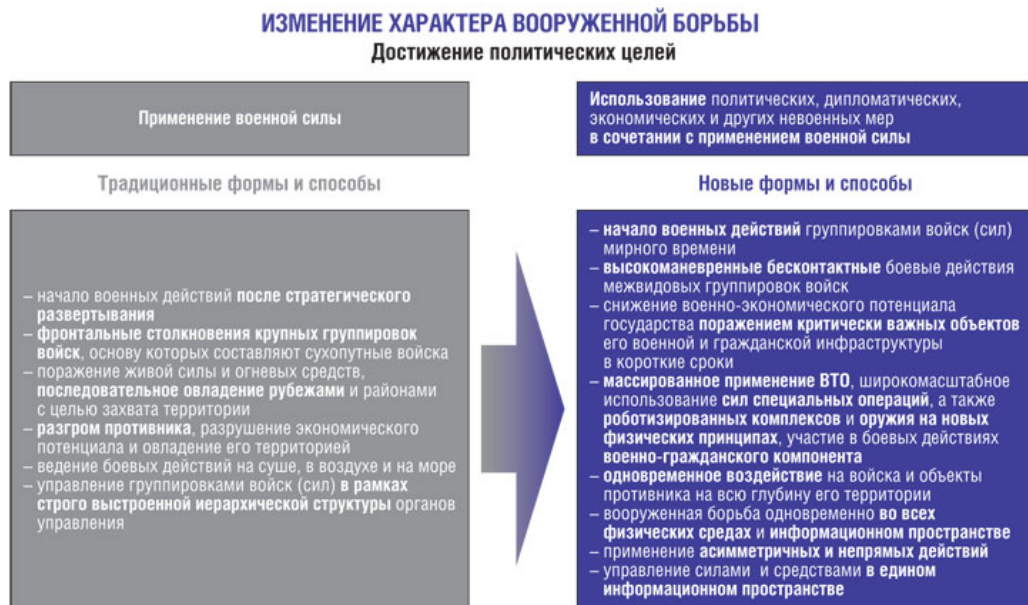 ИЗМЕНЕНИЕ ХАРАКТЕРА ВООРУЖЕННОЙ БОРЬБЫ
Достижение политических целей
Применение военной силы
Традиционные формы и способы
– начало военных действий после стратегического
развертывания
– фронтальные столкновения крупных группировок
войск, основу которых составляют сухопутные войска
– поражение живой силы и огневых средств,
последовательное овладение рубежами и районами
с целью захвата территории
– разгром противника, разрушение экономического
потенциала и овладение его территорией
– ведение боевых действий на суше, в воздухе и на море
– управление группировками войск (сил) в рамках
строго выстроенной иерархической структуры органов
управления
Использование политических, дипломатических,
экономических и других невоенных мер
в сочетании с применением военной силы
Новые формы и способы
– начало военных действий группировками войск (сил)
мирного времени
– высокоманевренные бесконтактные боевые действия
межвидовых группировок войск
– снижение военно-экономического потенциала
государства поражением критически важных объектов
его военной и гражданской инфраструктуры
в короткие сроки
– массированное применение ВТО, широкомасштабное
использование сил специальных операций, а также
роботизированных комплексов и оружия на новых
физических принципах, участие в боевых действиях
военно-гражданского компонента
– одновременное воздействие на войска и объекты
противника на всю глубину его территории
– вооруженная борьба одновременно во всех
физических средах и информационном пространстве
– применение асимметричных и непрямых действий
– управление силами и средствами в едином
информационном пространстве